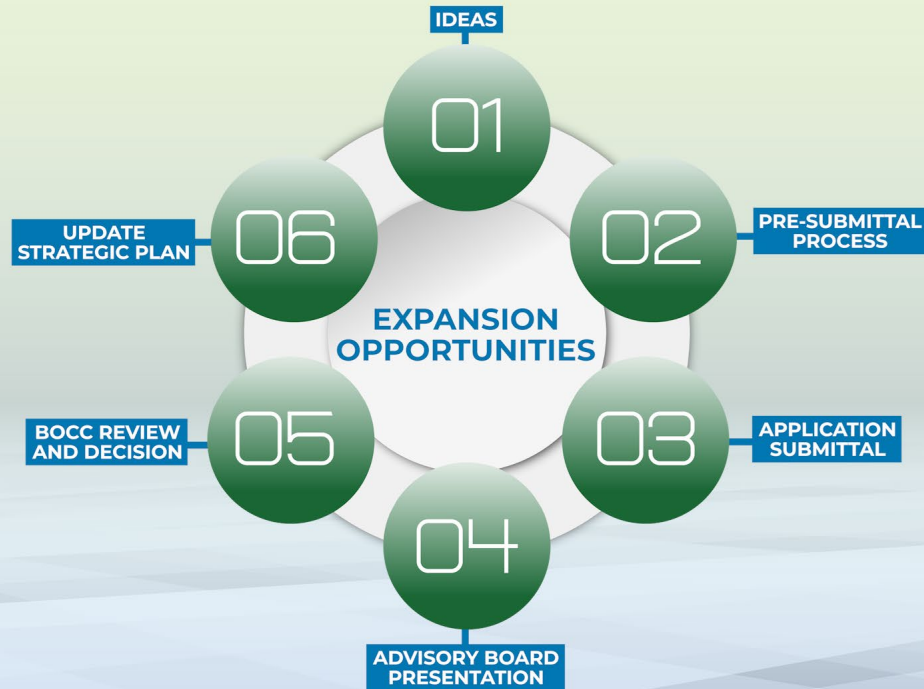 IDEAS
01
02
PRE-SUBMITTAL
PROCESS
03
APPLICATION
SUBMITTAL
04
ADVISORY BOARD
PRESENTATION
05
BOCC REVIEW
AND DECISION
06
UPDATE
STRATEGIC PLAN
EXPANSION
OPPORTUNITIES